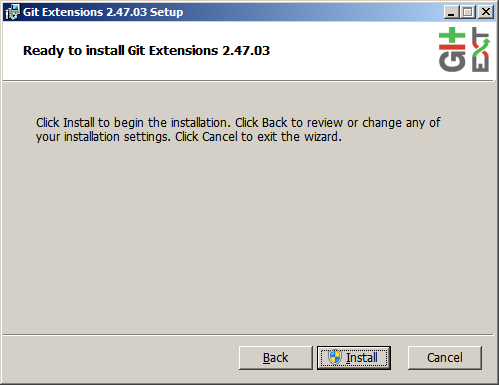 Git Extensions 2.47.03 Setup
Ready to install Git Extensions 2.47.03
Git
EXT
Click Install to begin the installation. Click Back to review or change any of
your installation settings. Click Cancel to exit the wizard.
Back
Install
Cancel